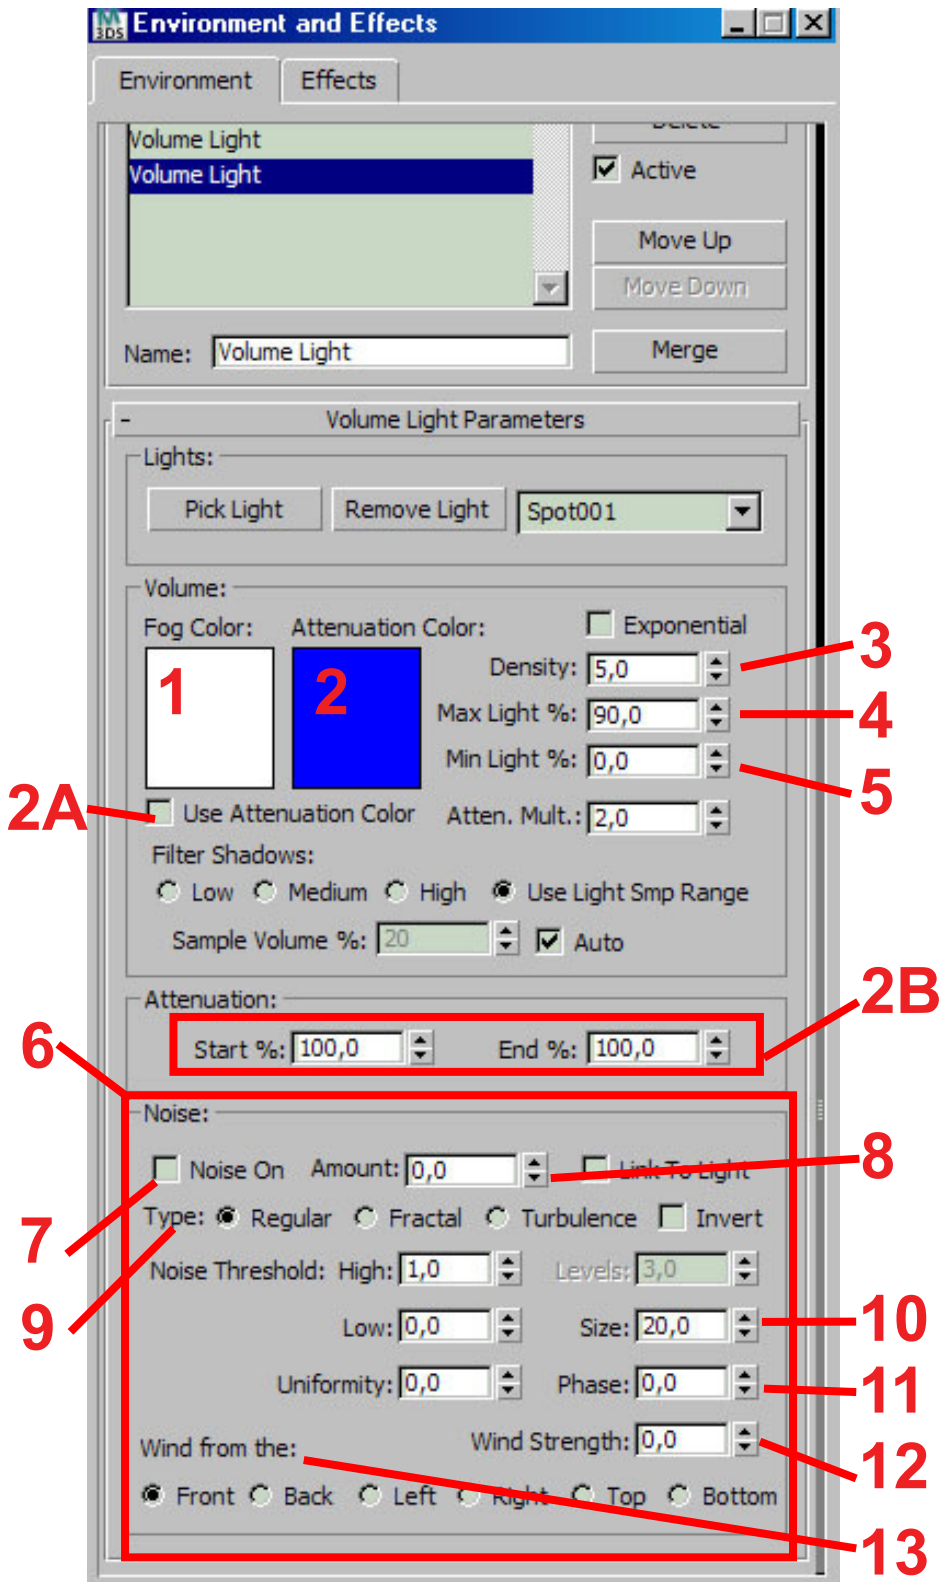 3DS Environment and Effects
Environment Effects
Volume Light Delete
Volume Light Active
Move Up
Move Down
Name: Volume Light Merge
- Volume Light Parameters
Lights:
Pick Light Remove Light Spot001
Volume:
Fog Color: Attenuation Color: Exponential
1 2 Density: 5,0 3
Max Light %: 90,0 4
Min Light %: 0,0 5
2A Use Attenuation Color Atten. Mult.: 2,0
Filter Shadows:
Low Medium High Use Light Smp Range
Sample Volume %: 20 Auto
Attenuation: 2B
Start %: 100,0 End %: 100,0
6
Noise:
Noise On Amount: 0,0 Link To Light 8
7 Type: Regular Fractal Turbulence Invert
Noise Threshold: High: 1,0 Levels: 3,0
9 Low: 0,0 Size: 20,0 10
Uniformity: 0,0 Phase: 0,0 11
Wind from the: Wind Strength: 0,0 12
Front Back Left Right Top Bottom
13